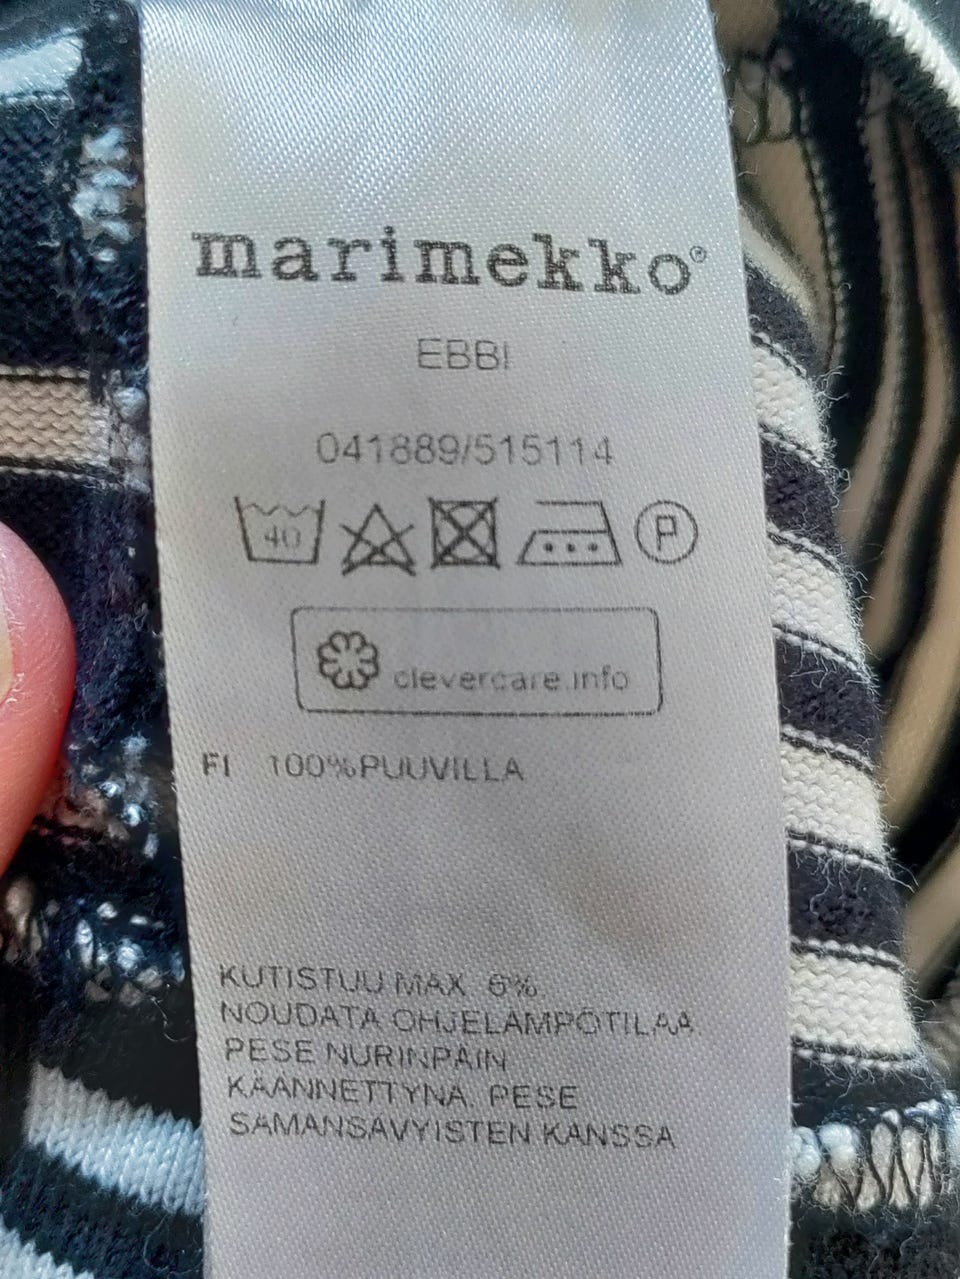 marimekko®
EBBI
041889/515114
40 P
clevercare.info
FI 100%PUUVILLA
KUTISTUU MAX 6%.
NOUDATA OHJELÄMPÖTILAA
PESE NURINPÄIN
KÄÄNNETTYNÄ. PESE
SAMANSÄVYISTEN KANSSA